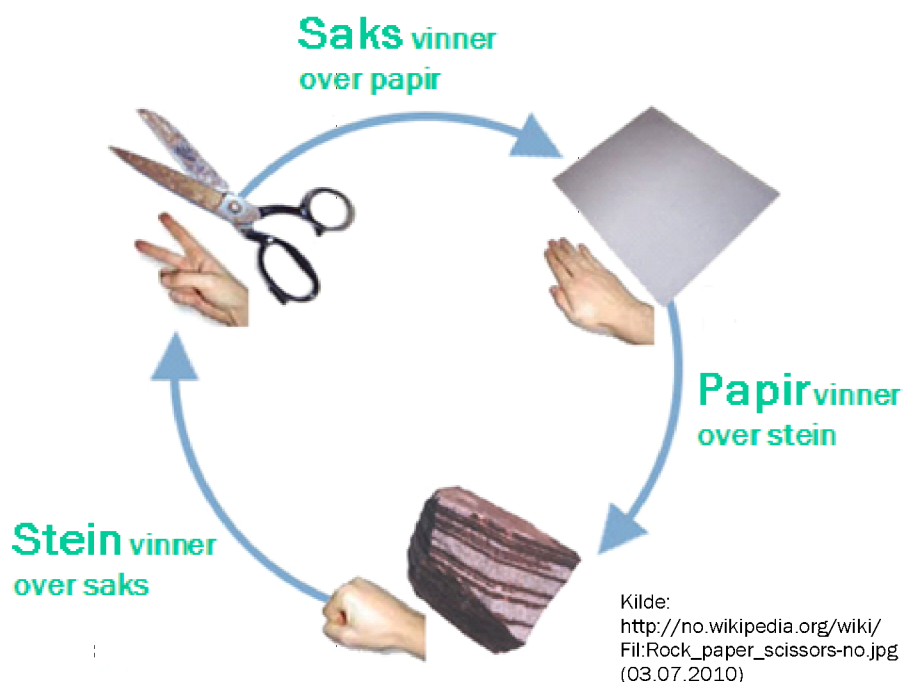 Saks vinner
over papir
Papir vinner
over stein
Stein vinner
over saks
Kilde:
http://no.wikipedia.org/wiki/
Fil:Rock_paper_scissors-no.jpg
(03.07.2010)